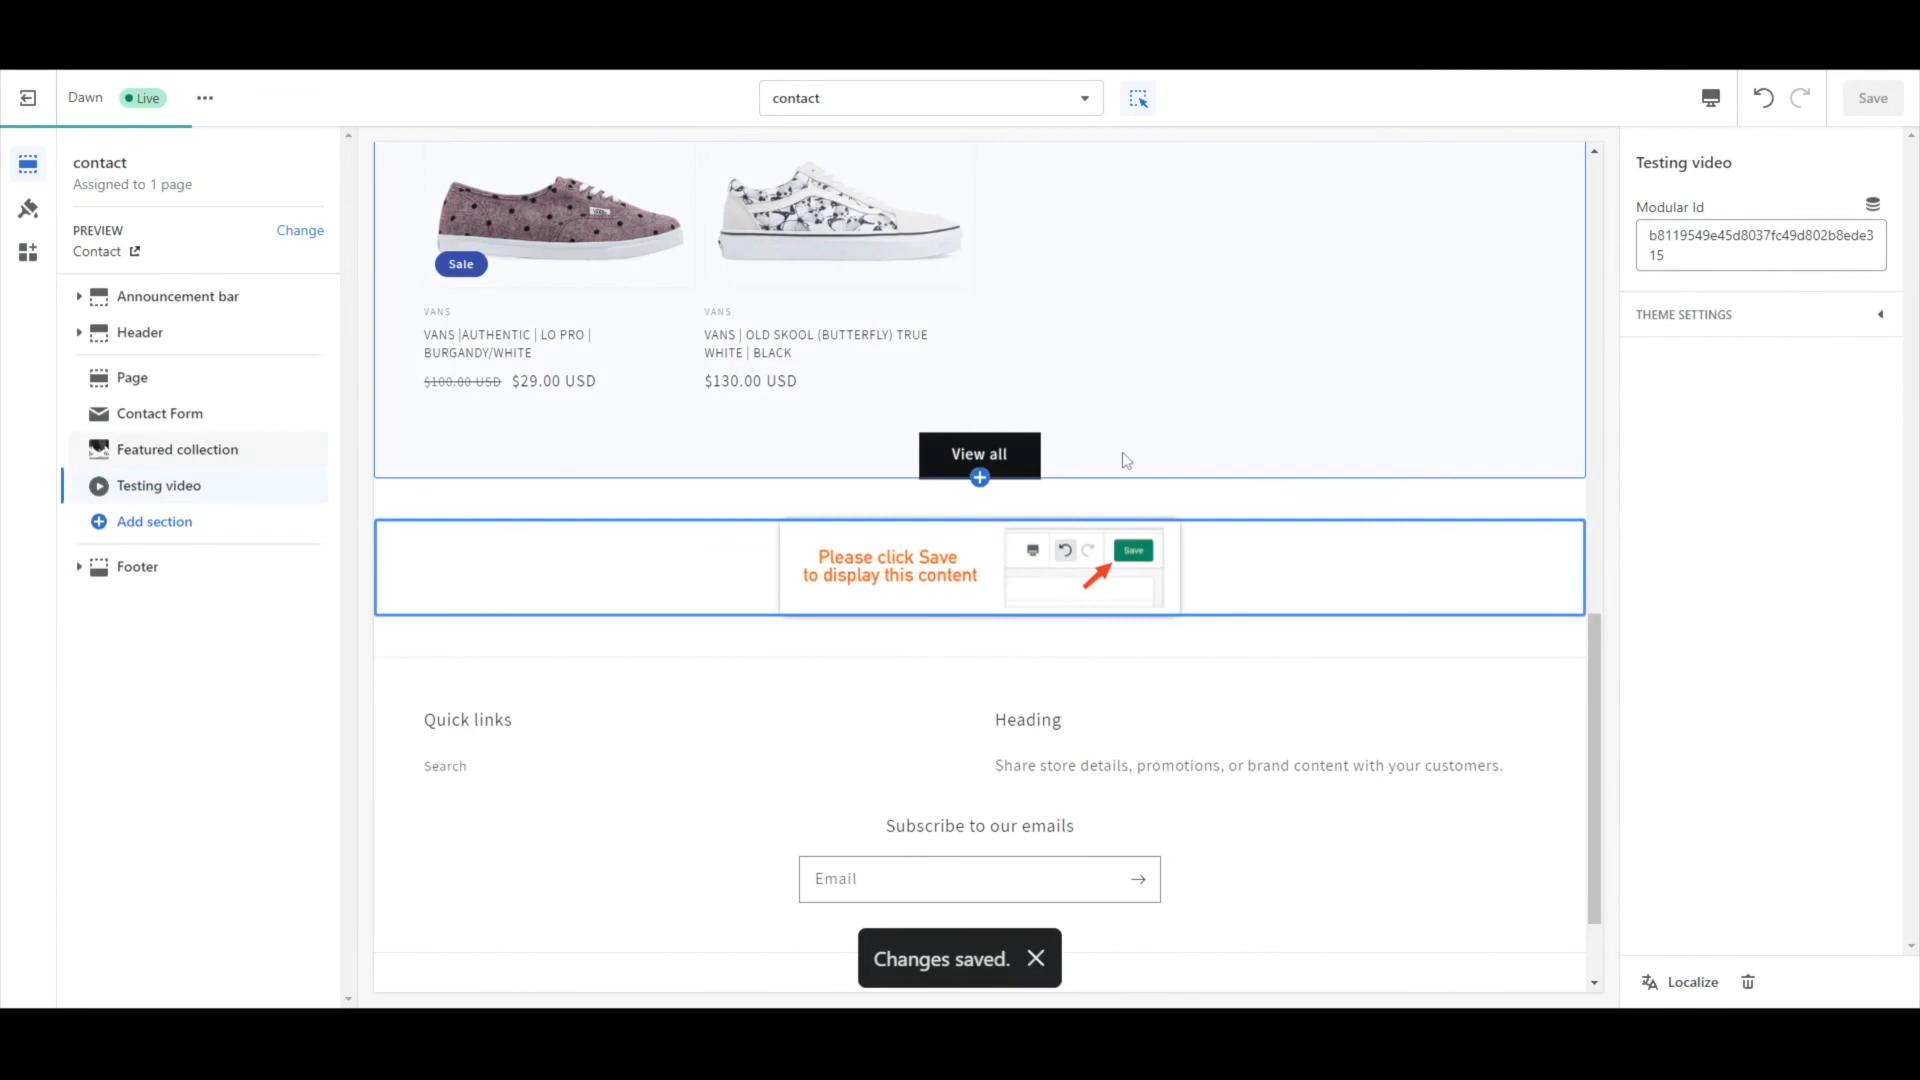 Dawn
Live
contact
Save
contact
Assigned to 1 page
PREVIEW
Change
Contact
Announcement bar
Header
Page
Contact Form
Featured collection
Testing video
Add section
Footer
Sale
VANS
VANS |AUTHENTIC | LO PRO |
BURGANDY/WHITE
$100.00 USD $29.00 USD
VANS
VANS | OLD SKOOL (BUTTERFLY) TRUE
WHITE | BLACK
$130.00 USD
View all
Please click Save
to display this content
Save
Quick links
Search
Heading
Share store details, promotions, or brand content with your customers.
Subscribe to our emails
Email
Changes saved.
Testing video
Modular Id
b8119549e45d8037fc49d802b8ede3
15
THEME SETTINGS
Localize